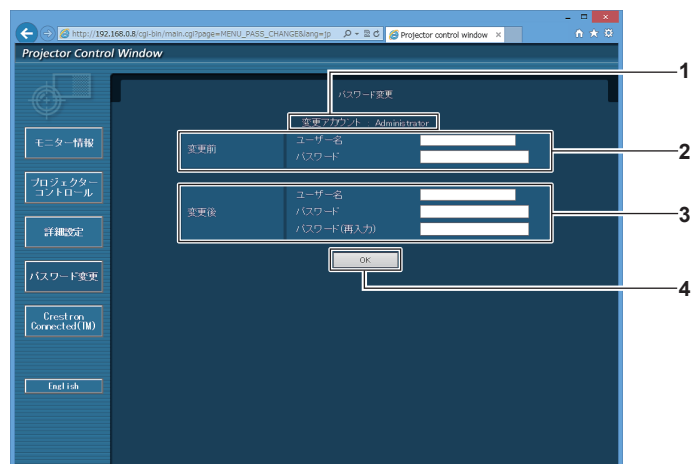 http://192.168.0.8/cgi-bin/main.cgi?page=MENU_PASS_CHANGE&lang=jp
Projector control window
Projector Control Window
1
パスワード変更
変更アカウント : Administrator
モニター情報
変更前
ユーザー名
パスワード
2
プロジェクター
コントロール
変更後
ユーザー名
パスワード
パスワード(再入力)
3
詳細設定
OK
パスワード変更
4
Crestron
Connected(TM)
English